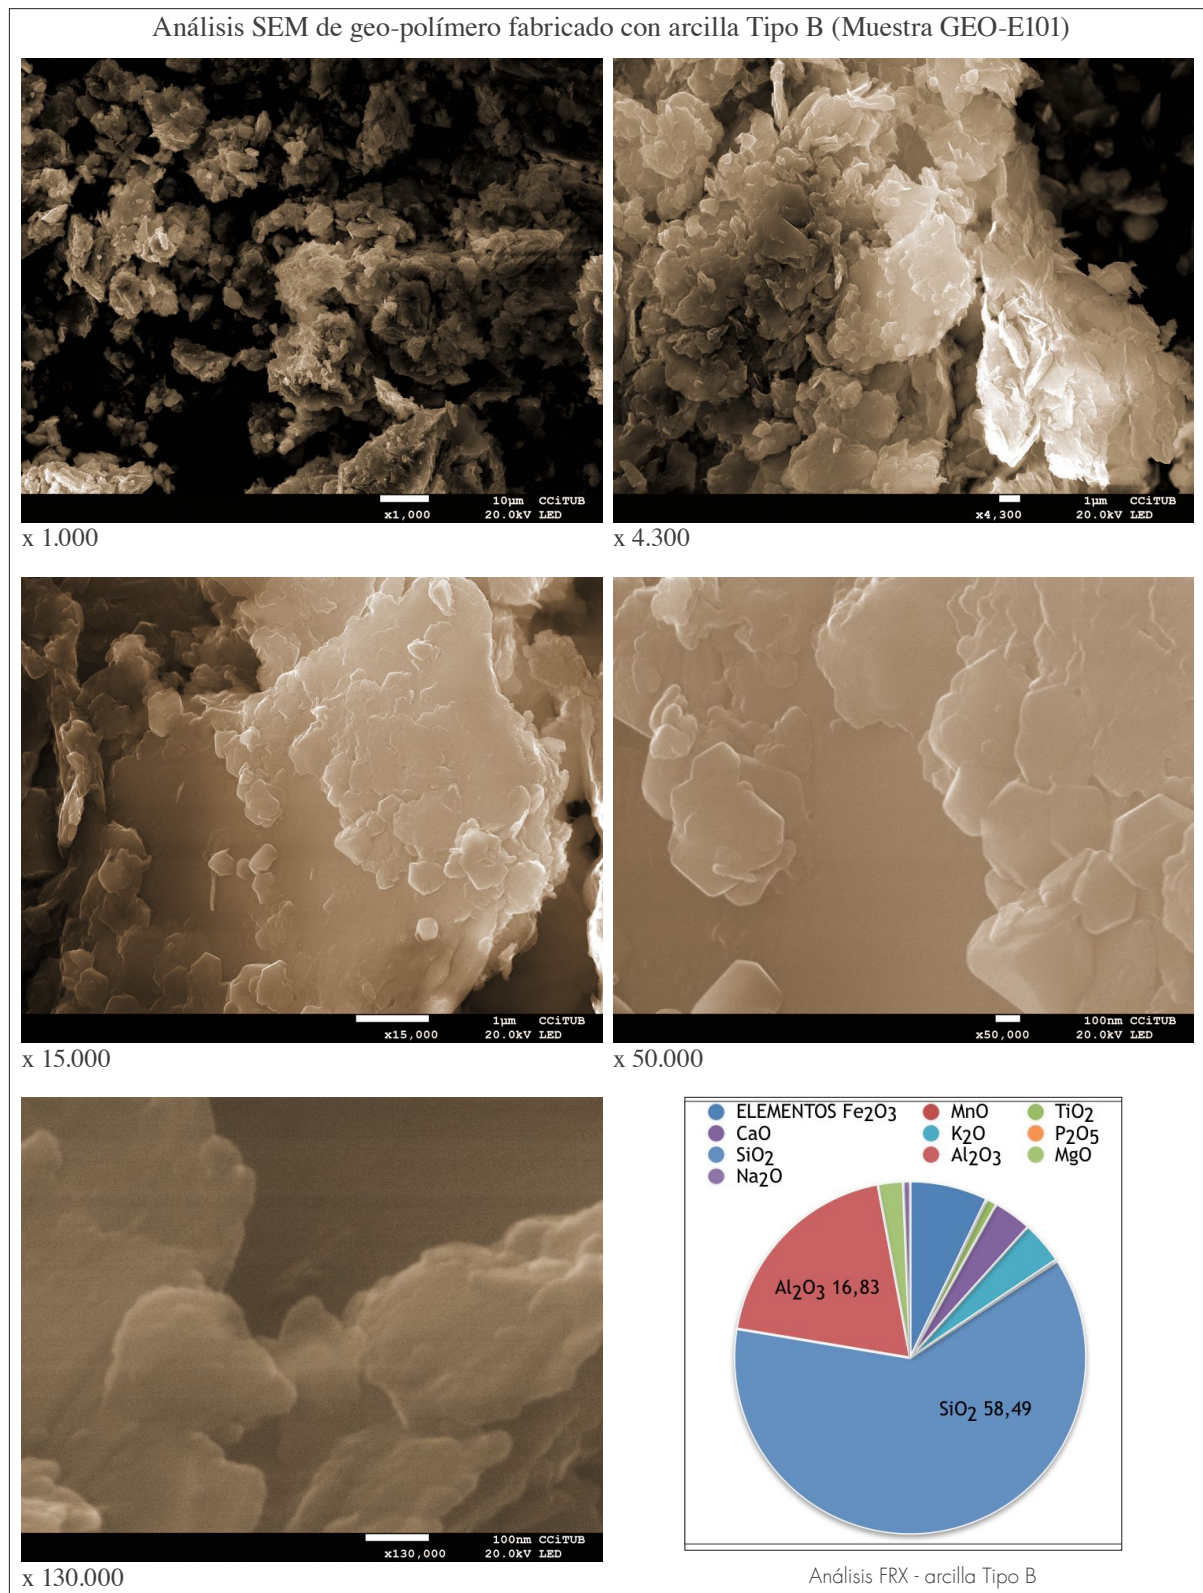 Análisis SEM de geo-polímero fabricado con arcilla Tipo B (Muestra GEO-E101)
10µm CCiTUB
x1,000 20.0kV LED
1µm CCiTUB
x4,300 20.0kV LED
x 1.000
x 4.300
1µm CCiTUB
x15,000 20.0kV LED
100nm CCiTUB
x50,000 20.0kV LED
x 15.000
x 50.000
100nm CCiTUB
x130,000 20.0kV LED
x 130.000
ELEMENTOS Fe₂O₃ MnO TiO₂
CaO K₂O P₂O₅
SiO₂ Al₂O₃ MgO
Na₂O
Al₂O₃ 16,83
SiO₂ 58,49
Análisis FRX - arcilla Tipo B